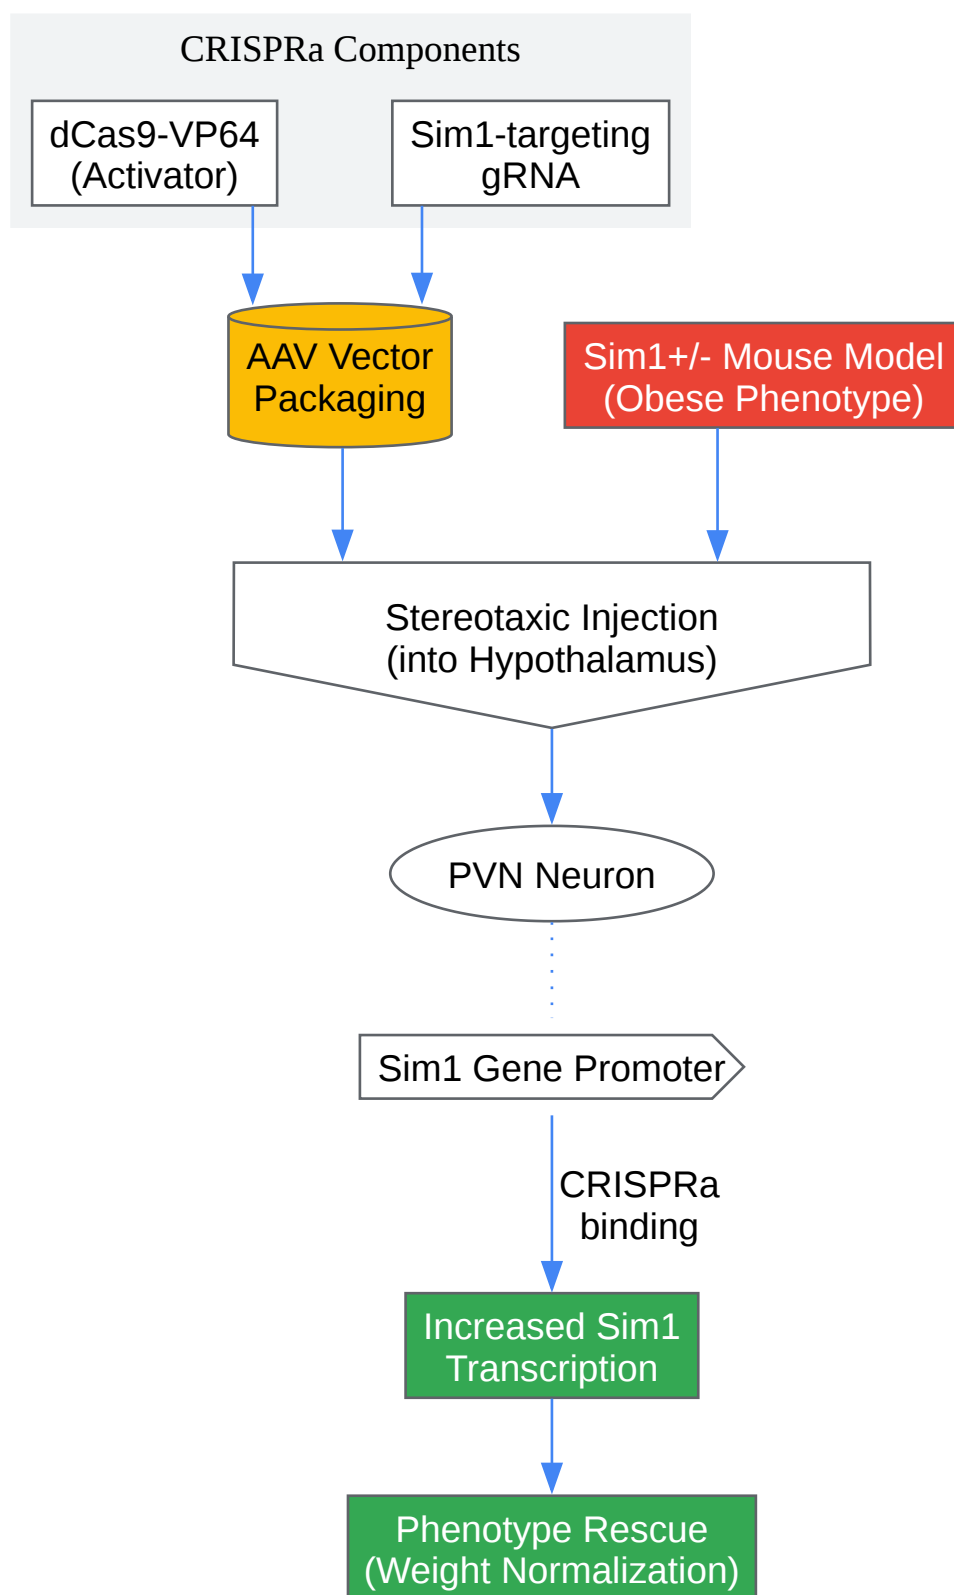 CRISPRa Components
dCas9-VP64
(Activator)
Sim1-targeting
gRNA
AAV Vector
Packaging
Sim1+/- Mouse Model
(Obese Phenotype)
Stereotaxic Injection
(into Hypothalamus)
PVN Neuron
Sim1 Gene Promoter
CRISPRa
binding
Increased Sim1
Transcription
Phenotype Rescue
(Weight Normalization)